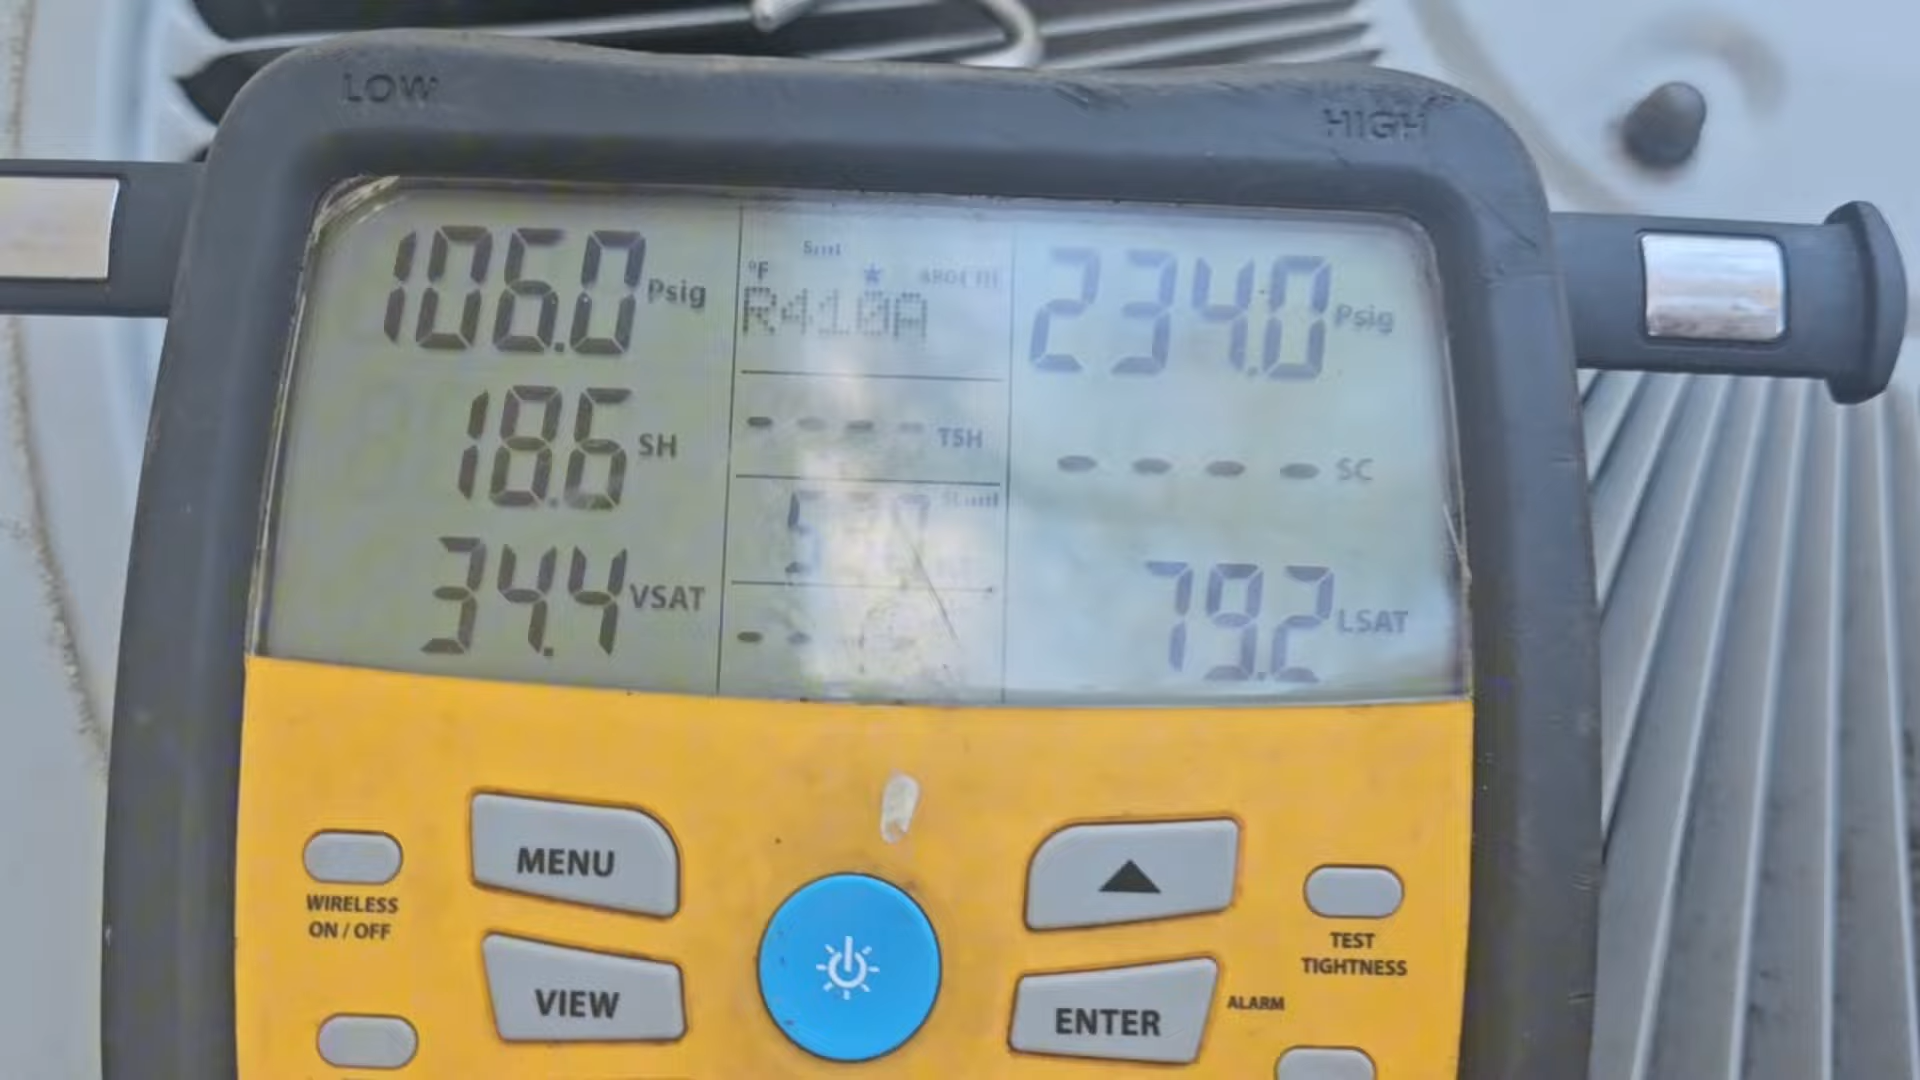 LOW
HIGH
106.0 Psig
°F
R410A
234.0 Psig
18.6 SH
- - - - TSH
- - - - SC
34.4 VSAT
79.2 LSAT
MENU
WIRELESS
ON / OFF
VIEW
ENTER
TEST
TIGHTNESS
ALARM